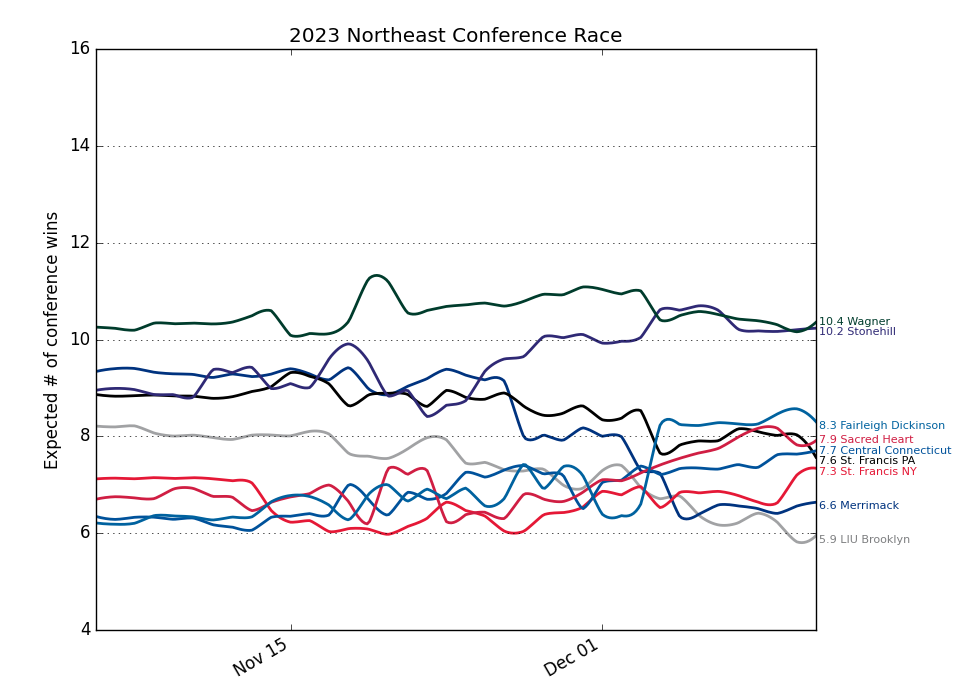 2023 Northeast Conference Race
Expected # of conference wins
16
14
12
10
8
6
4
Nov 15
Dec 01
10.4 Wagner
10.2 Stonehill
8.3 Fairleigh Dickinson
7.9 Sacred Heart
7.7 Central Connecticut
7.6 St. Francis PA
7.3 St. Francis NY
6.6 Merrimack
5.9 LIU Brooklyn